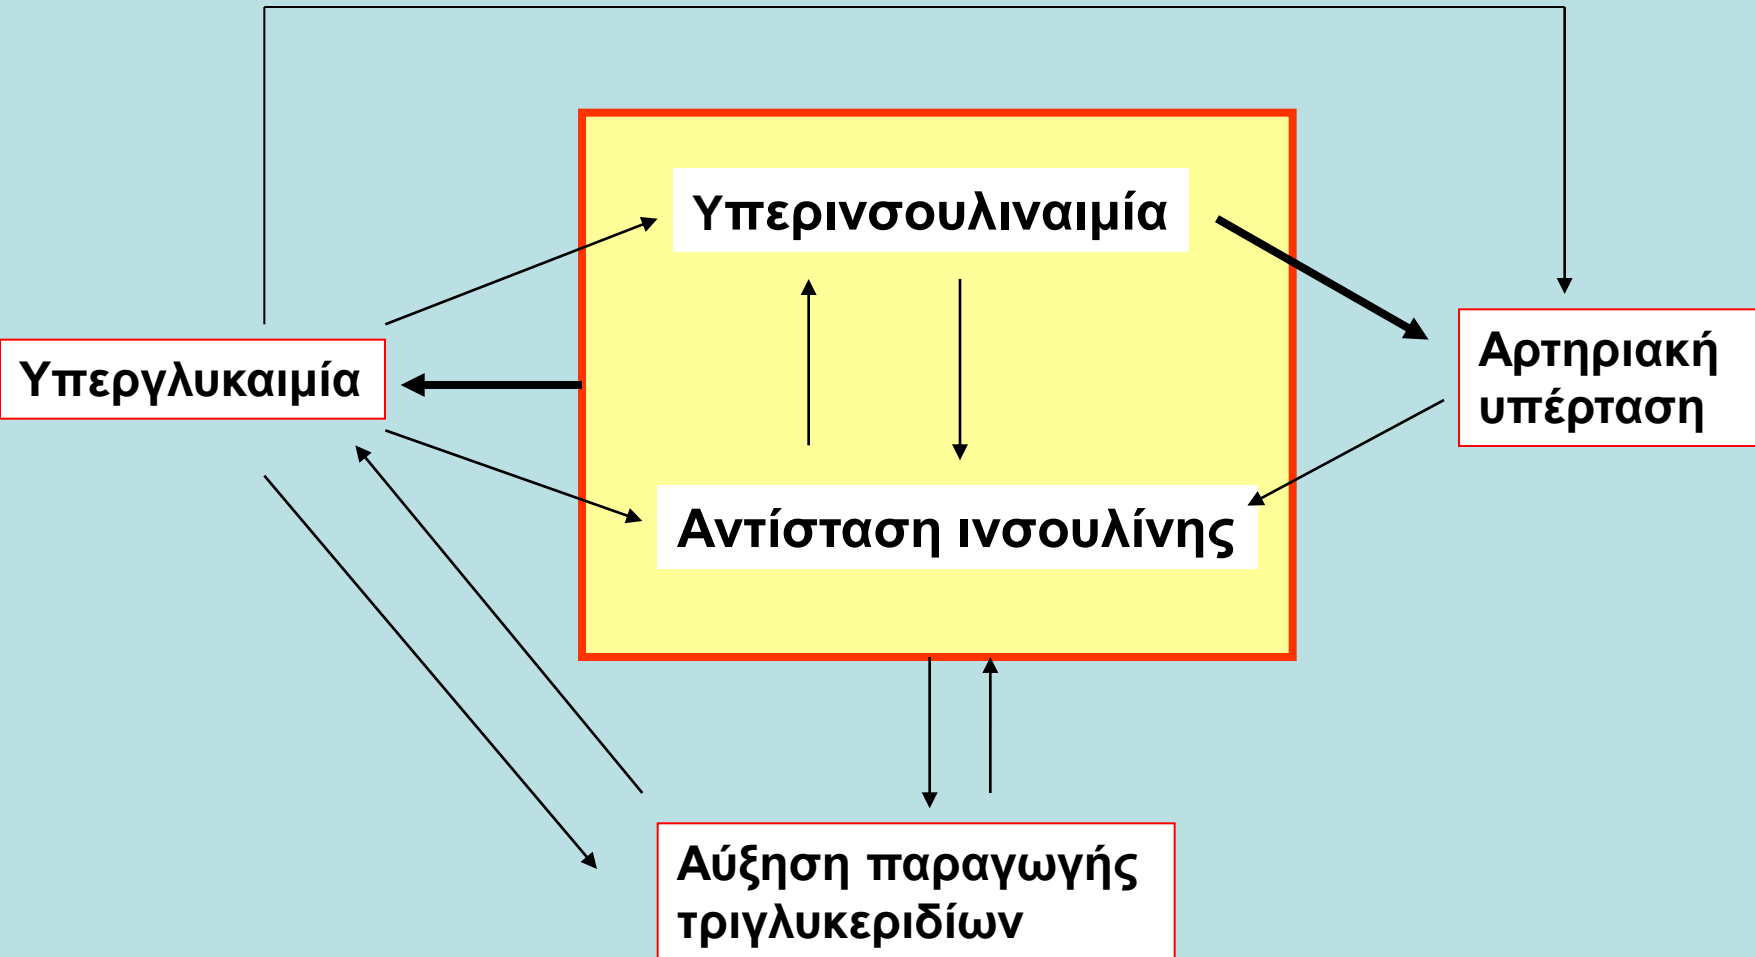 Υπερινσουλιναιμία
Υπεργλυκαιμία
Αρτηριακή
υπέρταση
Αντίσταση ινσουλίνης
Αύξηση παραγωγής
τριγλυκεριδίων